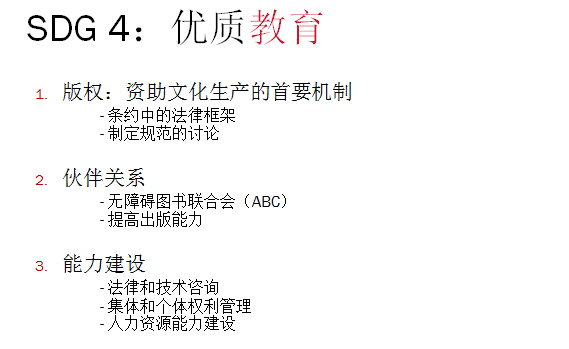 SDG 4：优质教育
1. 版权：资助文化生产的首要机制
-条约中的法律框架
-制定规范的讨论
2. 伙伴关系
-无障碍图书联合会（ABC）
-提高出版能力
3. 能力建设
-法律和技术咨询
-集体和个体权利管理
-人力资源能力建设